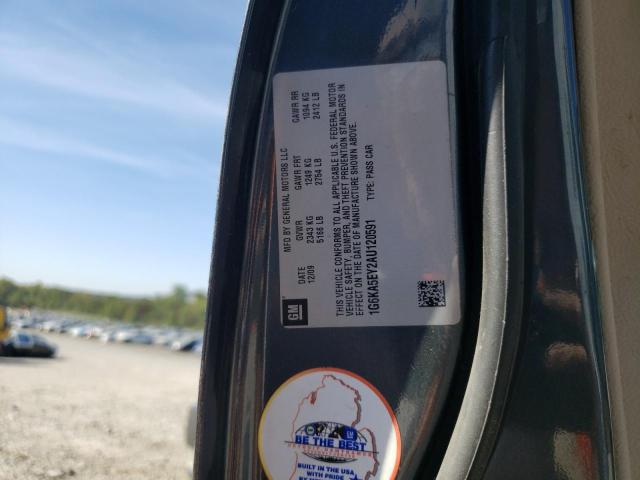 MFD BY GENERAL MOTORS LLC
DATE GVWR GAWR FRT GAWR RR
12/09 2343 KG 1249 KG 1094 KG
5166 LB 2754 LB 2412 LB
THIS VEHICLE CONFORMS TO ALL APPLICABLE U.S. FEDERAL MOTOR
VEHICLE SAFETY, BUMPER, AND THEFT PREVENTION STANDARDS IN
EFFECT ON THE DATE OF MANUFACTURE SHOWN ABOVE.
1G6KA5EY2AU120591 TYPE: PASS CAR
GM
BE THE BEST
BUILT IN THE USA
WITH PRIDE